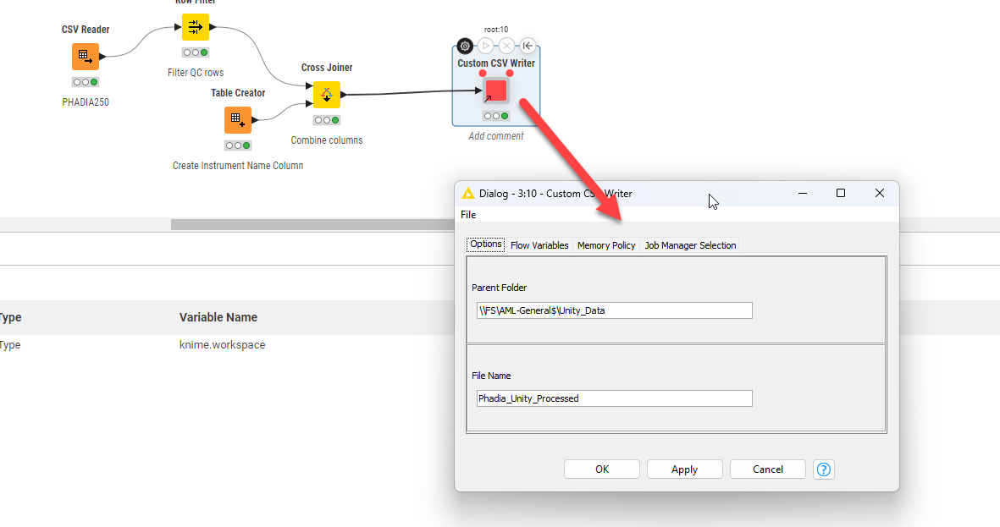 Row Filter
CSV Reader
root:10
Custom CSV Writer
Filter QC rows
Cross Joiner
PHADIA250
Table Creator
Combine columns
Add comment
Create Instrument Name Column
Dialog - 3:10 - Custom CSV Writer
File
Options Flow Variables Memory Policy Job Manager Selection
Parent Folder
\\FS\AML-General$\Unity_Data
Type Variable Name
Type knime.workspace
File Name
Phadia_Unity_Processed
OK Apply Cancel ?